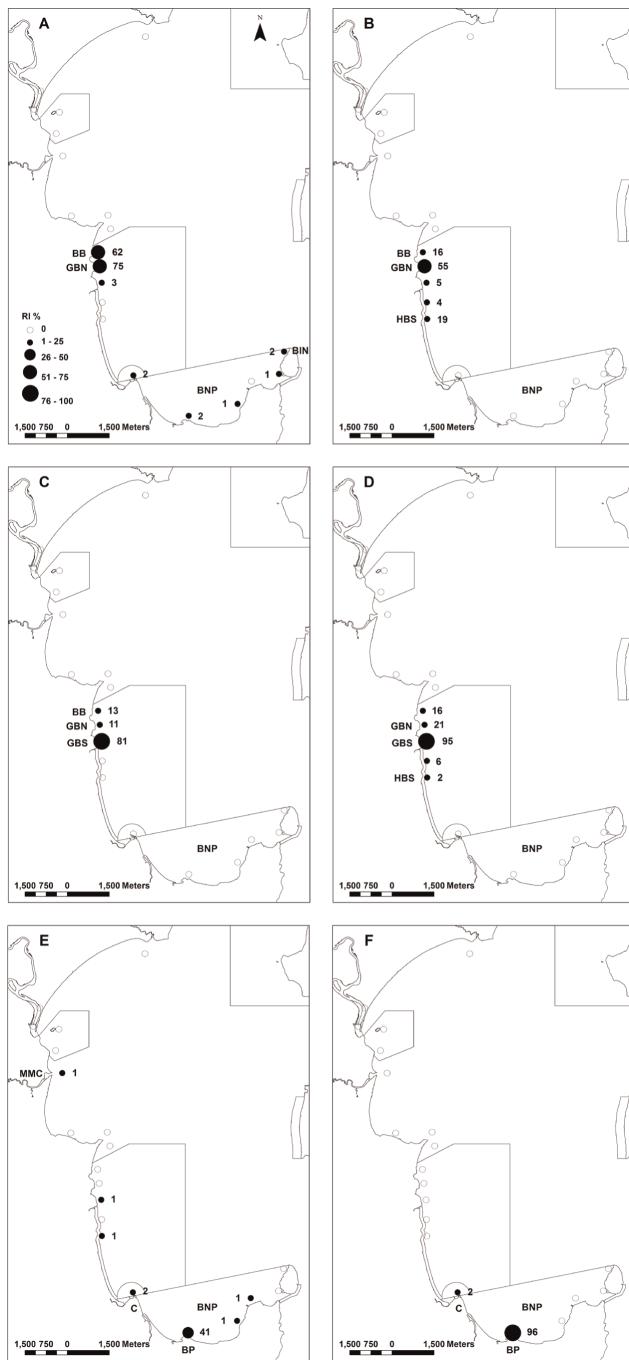 A
N
BB 62
GBN 75
3
RI %
0
1 - 25
26 - 50
51 - 75
76 - 100
2 BIN
2
1
BNP
1
2
1,500 750 0 1,500 Meters
B
BB 16
GBN 55
5
4
HBS 19
BNP
1,500 750 0 1,500 Meters
C
BB 13
GBN 11
GBS 81
BNP
1,500 750 0 1,500 Meters
D
BB 16
GBN 21
GBS 95
6
HBS 2
BNP
1,500 750 0 1,500 Meters
E
MMC 1
1
1
2
C
BNP
1
1
41
BP
1,500 750 0 1,500 Meters
F
2
C
BNP
96
BP
1,500 750 0 1,500 Meters